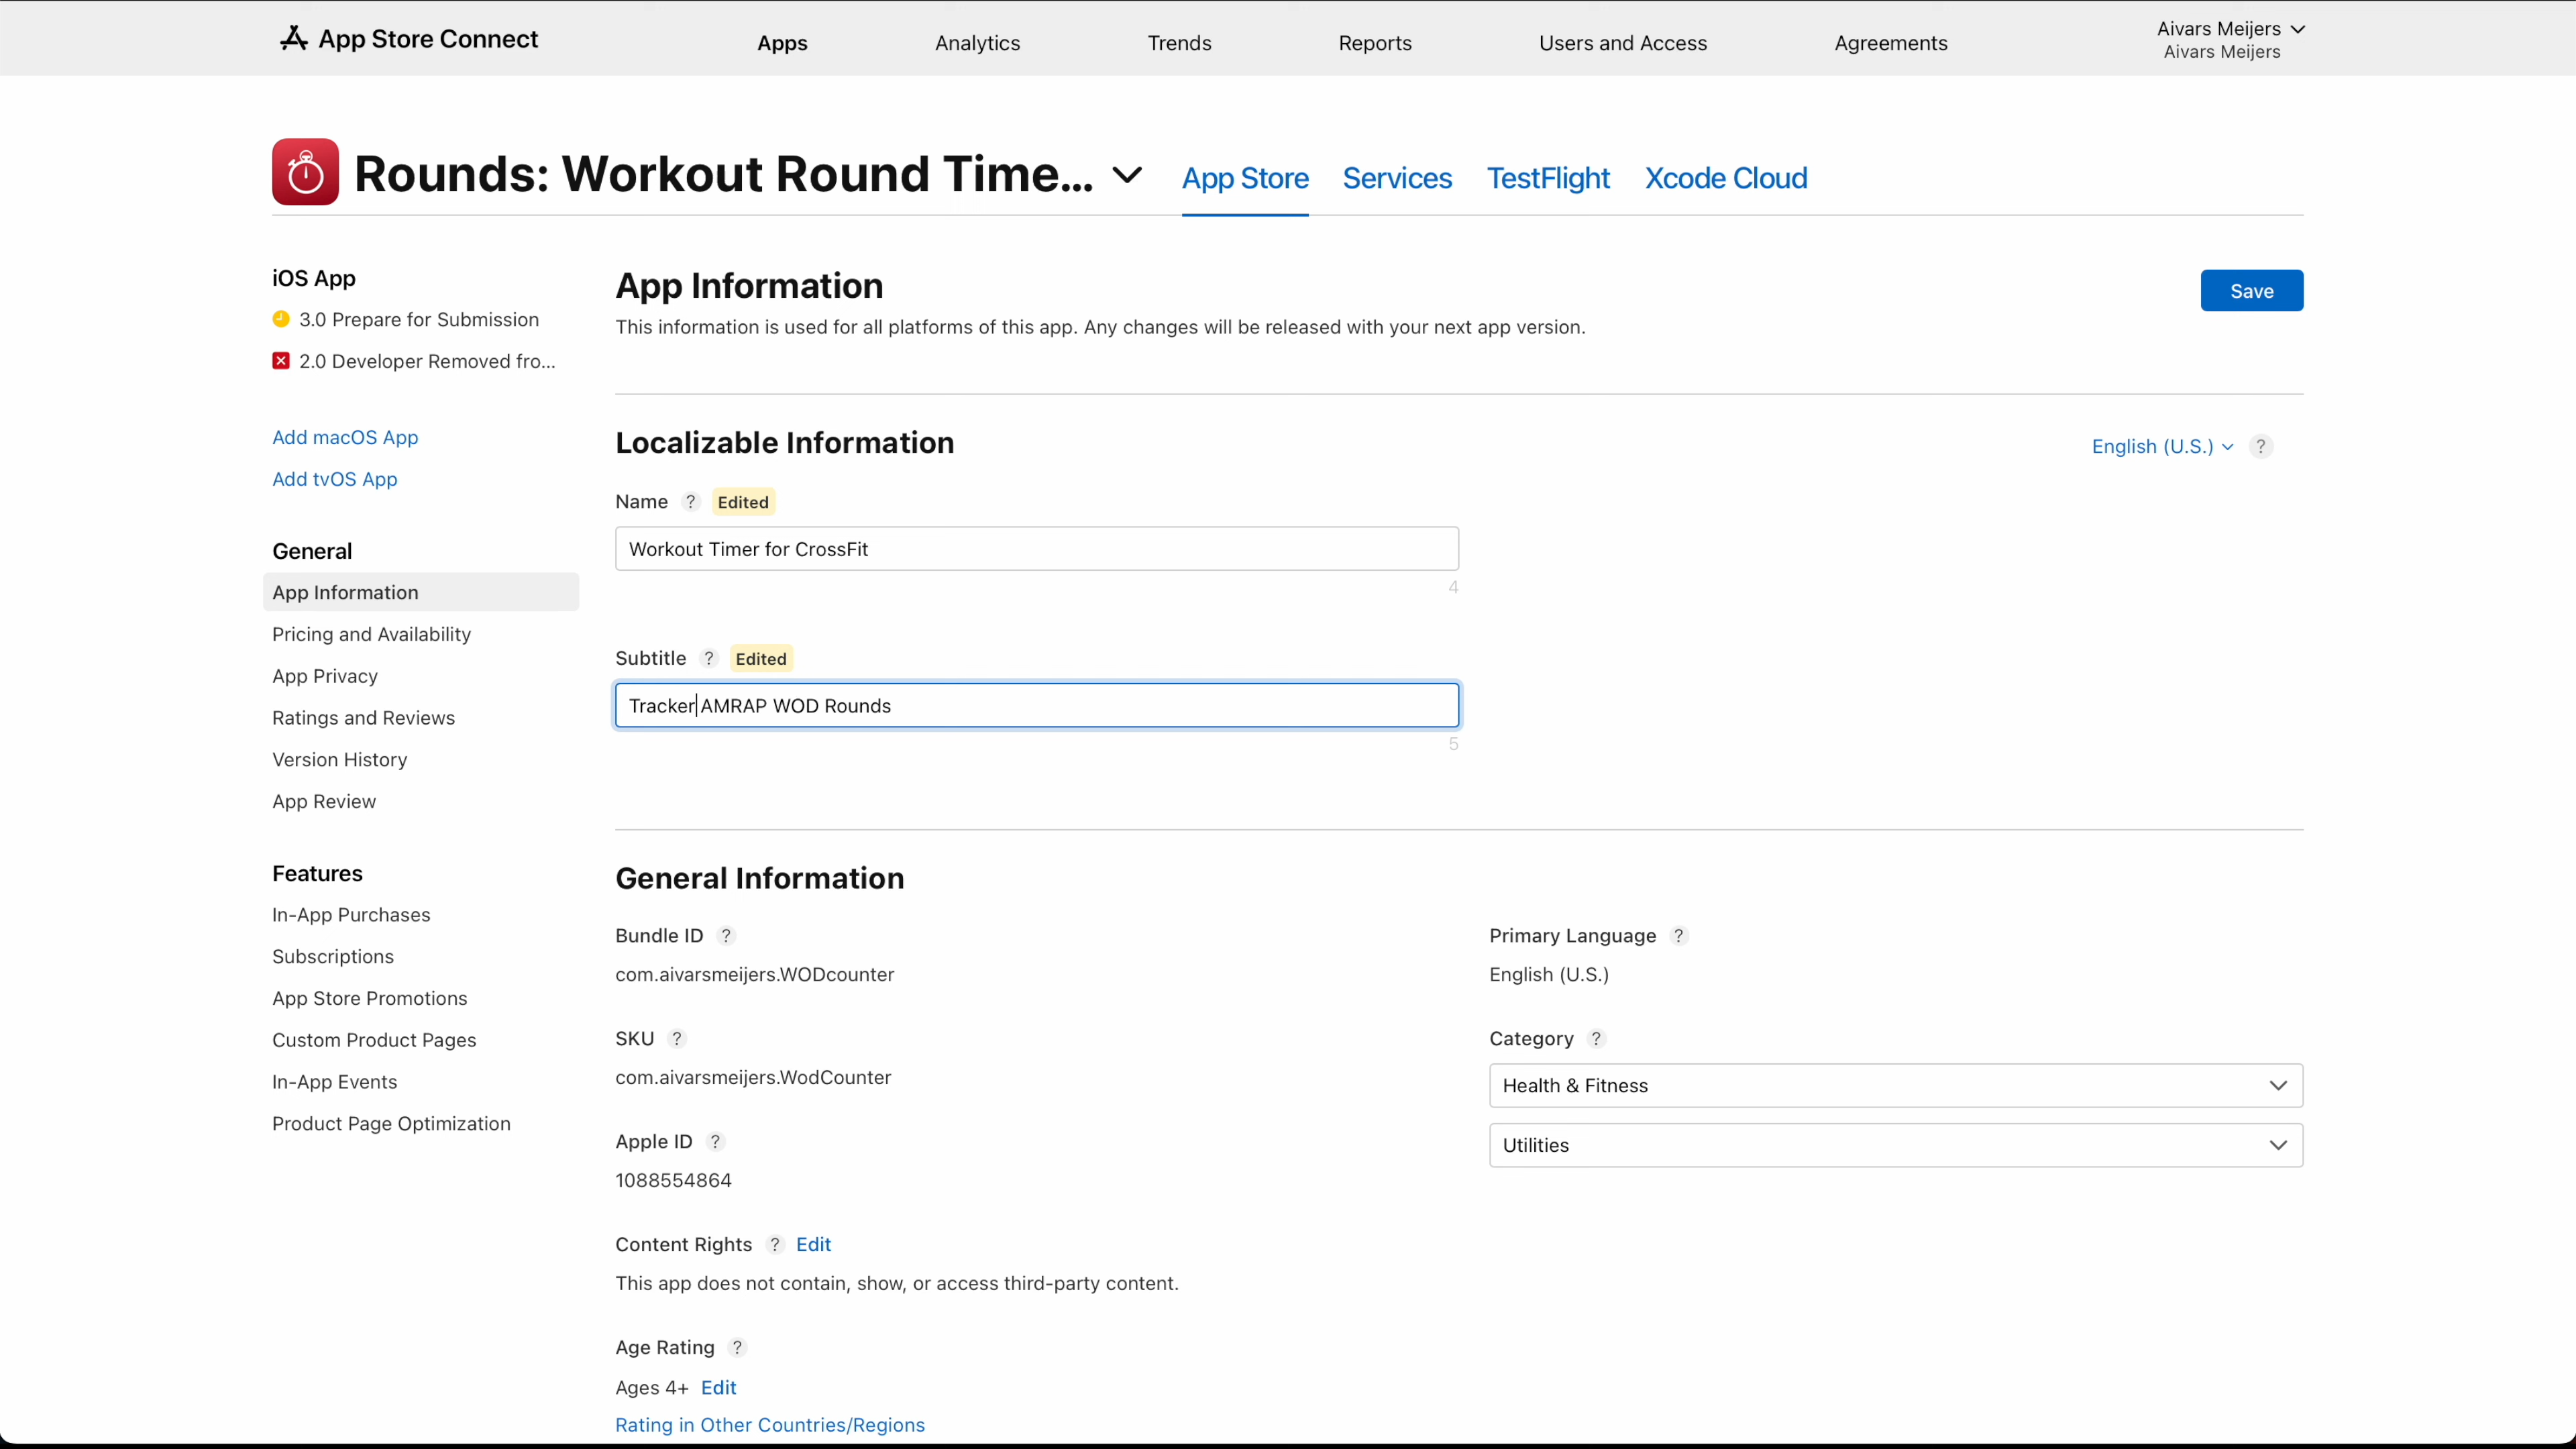 App Store Connect
Apps
Analytics
Trends
Reports
Users and Access
Agreements
Aivars Meijers
Aivars Meijers
Rounds: Workout Round Time...
App Store
Services
TestFlight
Xcode Cloud
iOS App
3.0 Prepare for Submission
2.0 Developer Removed fro...
Add macOS App
Add tvOS App
General
App Information
Pricing and Availability
App Privacy
Ratings and Reviews
Version History
App Review
Features
In-App Purchases
Subscriptions
App Store Promotions
Custom Product Pages
In-App Events
Product Page Optimization
App Information
Save
This information is used for all platforms of this app. Any changes will be released with your next app version.
Localizable Information
English (U.S.) ?
Name ? Edited
Workout Timer for CrossFit
4
Subtitle ? Edited
Tracker AMRAP WOD Rounds
5
General Information
Bundle ID ?
com.aivarsmeijers.WODcounter
SKU ?
com.aivarsmeijers.WodCounter
Apple ID ?
1088554864
Content Rights ? Edit
This app does not contain, show, or access third-party content.
Age Rating ?
Ages 4+ Edit
Rating in Other Countries/Regions
Primary Language ?
English (U.S.)
Category ?
Health & Fitness
Utilities